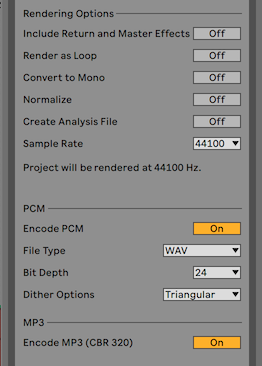 Rendering Options
Include Return and Master Effects Off
Render as Loop Off
Convert to Mono Off
Normalize Off
Create Analysis File Off
Sample Rate 44100
Project will be rendered at 44100 Hz.
PCM
Encode PCM On
File Type WAV
Bit Depth 24
Dither Options Triangular
MP3
Encode MP3 (CBR 320) On